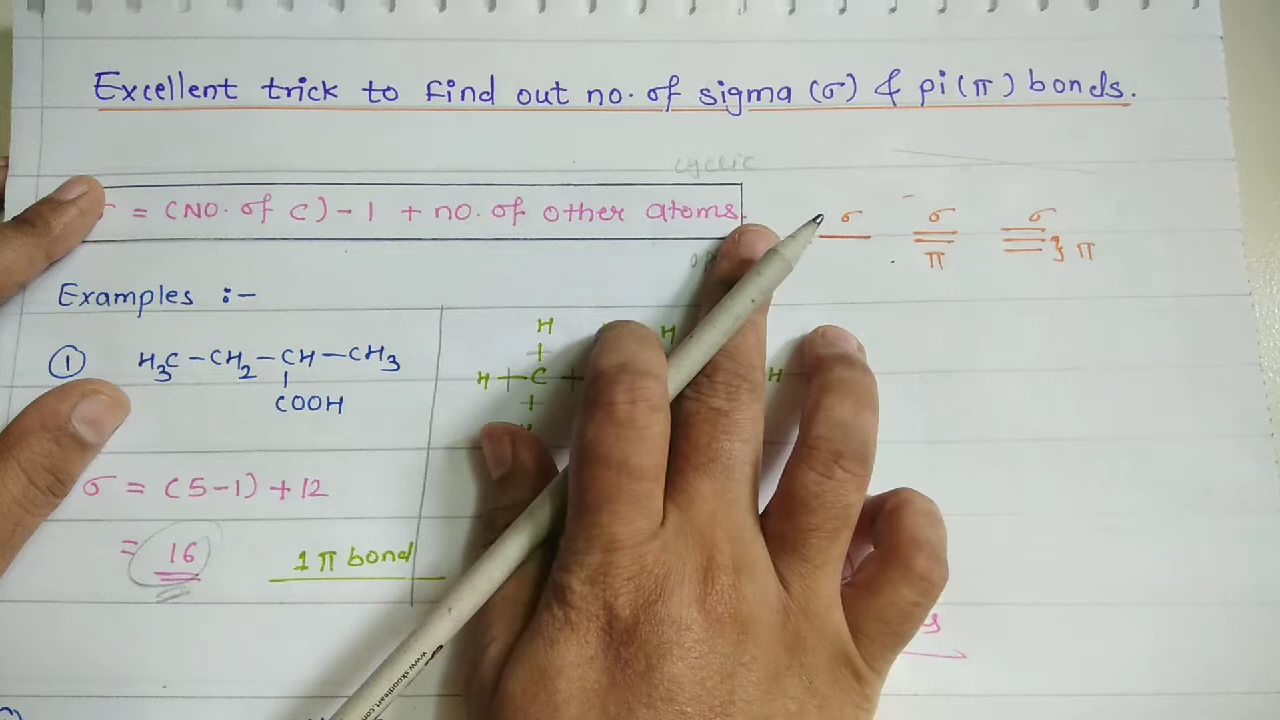 Excellent trick to find out no. of sigma (σ) & pi (π) bonds.
cyclic
= (NO. of C) - 1 + no. of other atoms.
σ σ σ
π } π
Examples :-
① H3C - CH2 - CH - CH3
COOH
H H
H C H
σ = (5-1) + 12
= 16
1 π bond